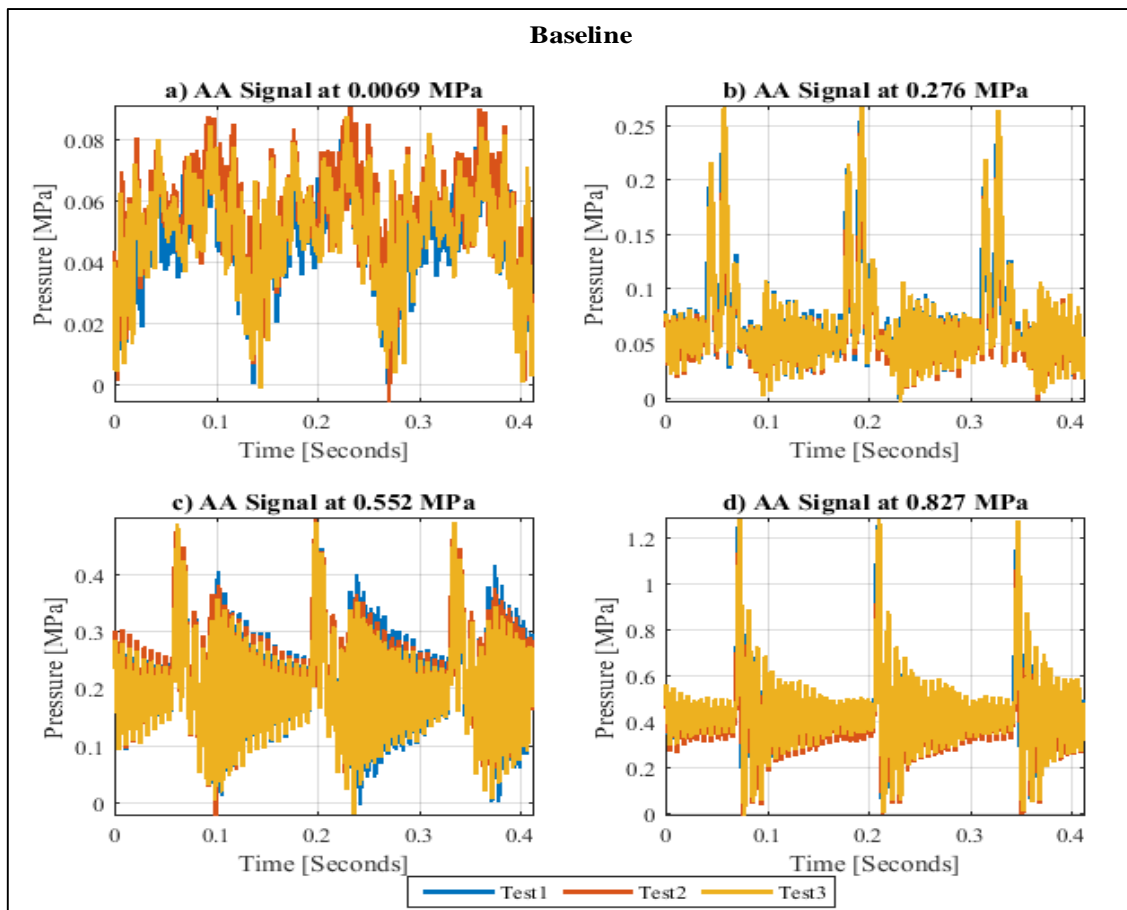 Baseline
a) AA Signal at 0.0069 MPa
b) AA Signal at 0.276 MPa
Pressure [MPa]
0.08
0.06
0.04
0.02
0
0 0.1 0.2 0.3 0.4
Time [Seconds]
Pressure [MPa]
0.25
0.2
0.15
0.1
0.05
0
0 0.1 0.2 0.3 0.4
Time [Seconds]
c) AA Signal at 0.552 MPa
d) AA Signal at 0.827 MPa
Pressure [MPa]
0.4
0.3
0.2
0.1
0
0 0.1 0.2 0.3 0.4
Time [Seconds]
Pressure [MPa]
1.2
1
0.8
0.6
0.4
0.2
0
0 0.1 0.2 0.3 0.4
Time [Seconds]
Test1 Test2 Test3